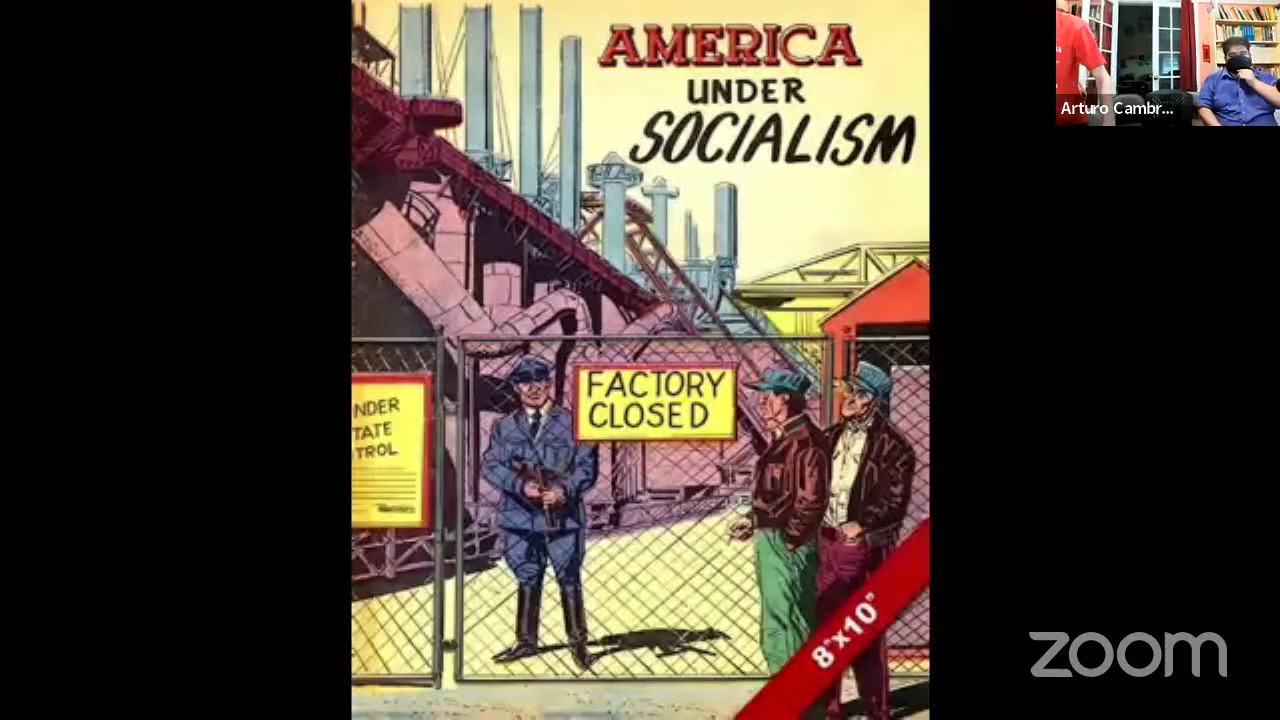 AMERICA
UNDER
SOCIALISM
FACTORY
CLOSED
NDER
TATE
TROL
8"x10"
Arturo Cambr...
zoom